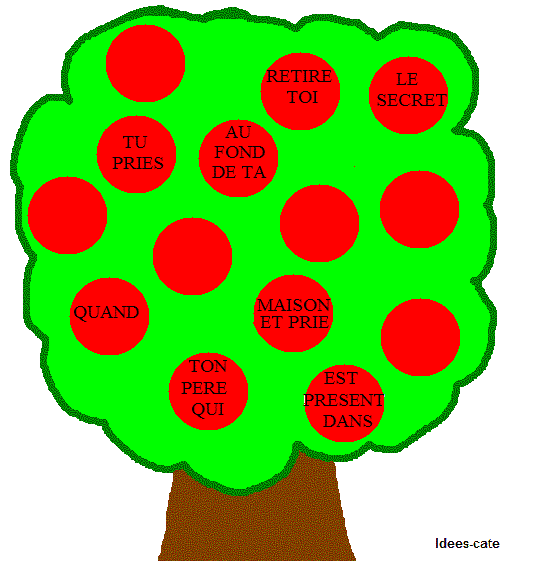 RETIRE
TOI
LE
SECRET
TU
PRIES
AU
FOND
DE TA
QUAND
MAISON
ET PRIE
TON
PERE
QUI
EST
PRESENT
DANS
Idees-cate